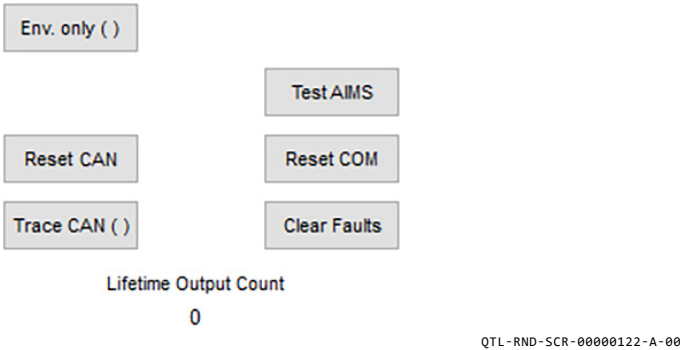 Env. only ( )
Test AIMS
Reset CAN
Reset COM
Trace CAN ( )
Clear Faults
Lifetime Output Count
0
QTL-RND-SCR-00000122-A-00